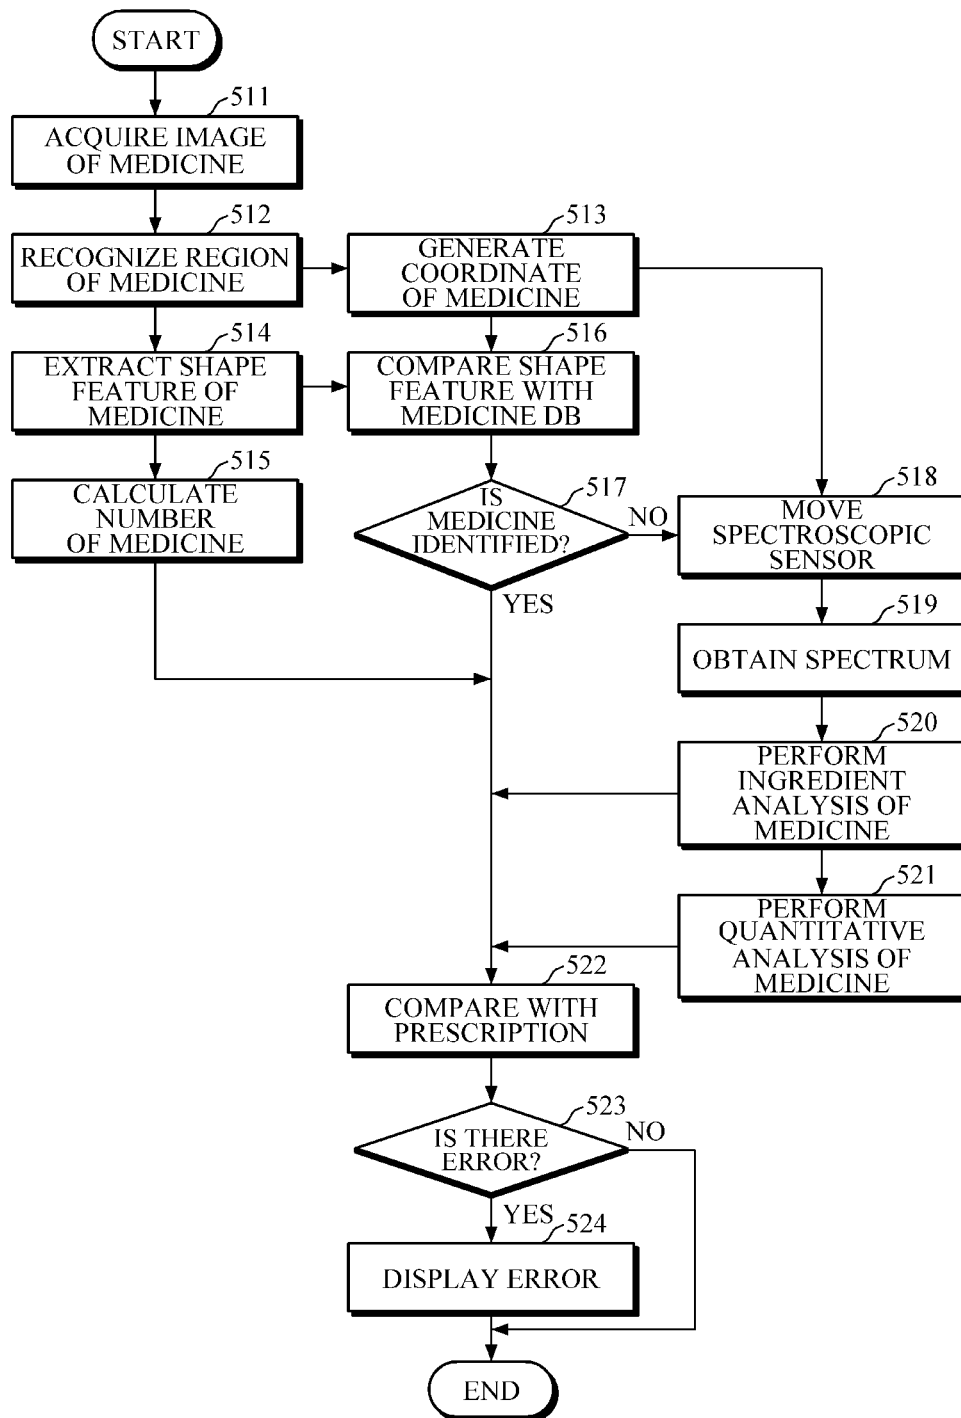 START
511
ACQUIRE IMAGE
OF MEDICINE
512
RECOGNIZE REGION
OF MEDICINE
513
GENERATE
COORDINATE
OF MEDICINE
514
EXTRACT SHAPE
FEATURE OF
MEDICINE
516
COMPARE SHAPE
FEATURE WITH
MEDICINE DB
515
CALCULATE
NUMBER
OF MEDICINE
517
IS
MEDICINE
IDENTIFIED?
NO
YES
518
MOVE
SPECTROSCOPIC
SENSOR
519
OBTAIN SPECTRUM
520
PERFORM
INGREDIENT
ANALYSIS OF
MEDICINE
521
PERFORM
QUANTITATIVE
ANALYSIS OF
MEDICINE
522
COMPARE WITH
PRESCRIPTION
523
IS THERE
ERROR?
NO
YES
524
DISPLAY ERROR
END